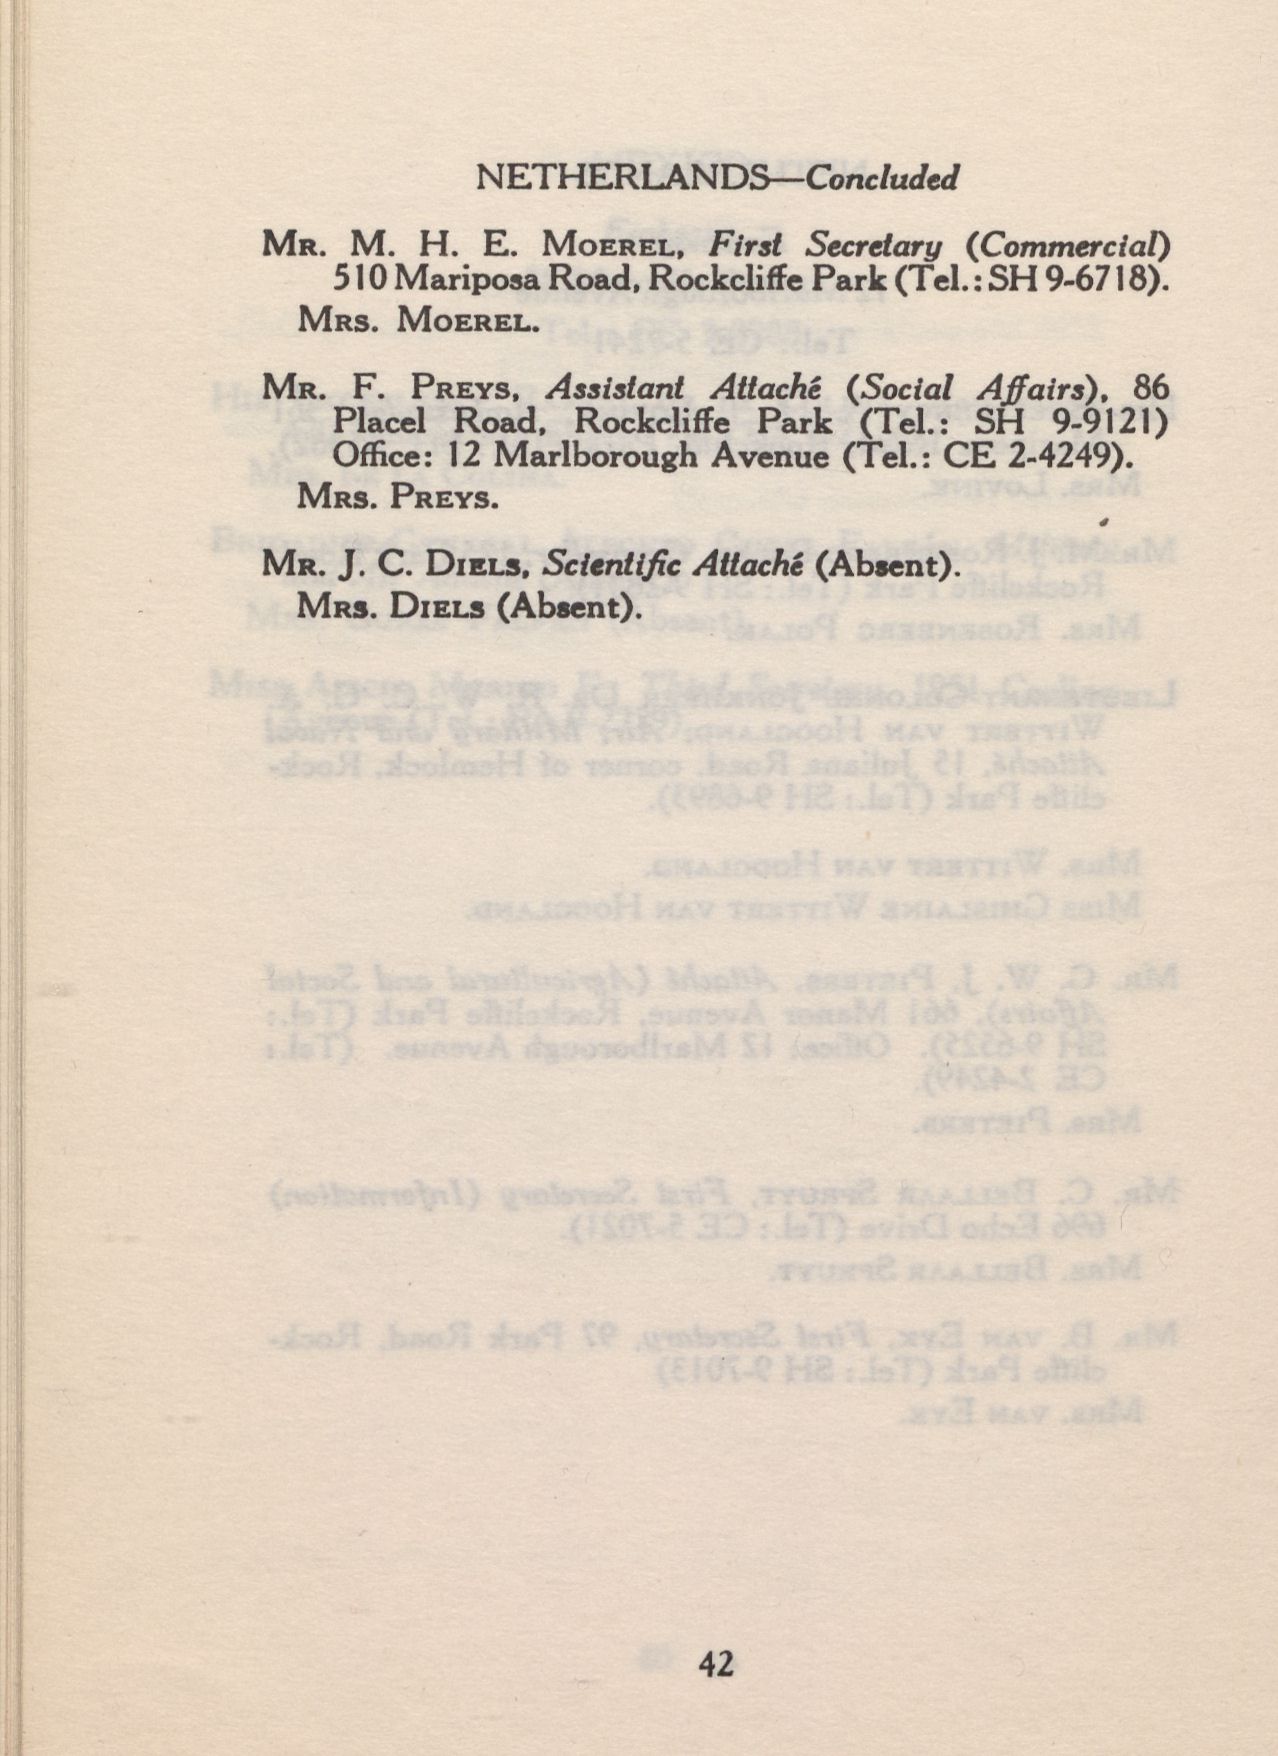 NETHERLANDS—Concluded
MR. M. H. E. MOEREL, First Secretary (Commercial)
510 Mariposa Road, Rockcliffe Park (Tel.: SH 9-6718).
MRS. MOEREL.
MR. F. PREYS, Assistant Attaché (Social Affairs), 86
Placel Road, Rockcliffe Park (Tel.: SH 9-9121)
Office: 12 Marlborough Avenue (Tel.: CE 2-4249).
MRS. PREYS.
MR. J. C. DIELS, Scientific Attaché (Absent).
MRS. DIELS (Absent).
42